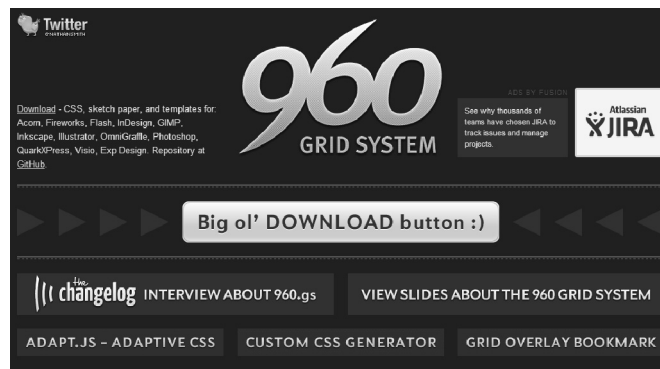 Twitter
@NATHANSMITH
960
GRID SYSTEM
Download - CSS, sketch paper, and templates for:
Acorn, Fireworks, Flash, InDesign, GIMP,
Inkscape, Illustrator, OmniGraffle, Photoshop,
QuarkXPress, Visio, Exp Design. Repository at
GitHub.
ADS BY FUSION
See why thousands of
teams have chosen JIRA to
track issues and manage
projects.
Atlassian
JIRA
Big ol’ DOWNLOAD button :)
the changelog INTERVIEW ABOUT 960.gs
VIEW SLIDES ABOUT THE 960 GRID SYSTEM
ADAPT.JS – ADAPTIVE CSS
CUSTOM CSS GENERATOR
GRID OVERLAY BOOKMARK